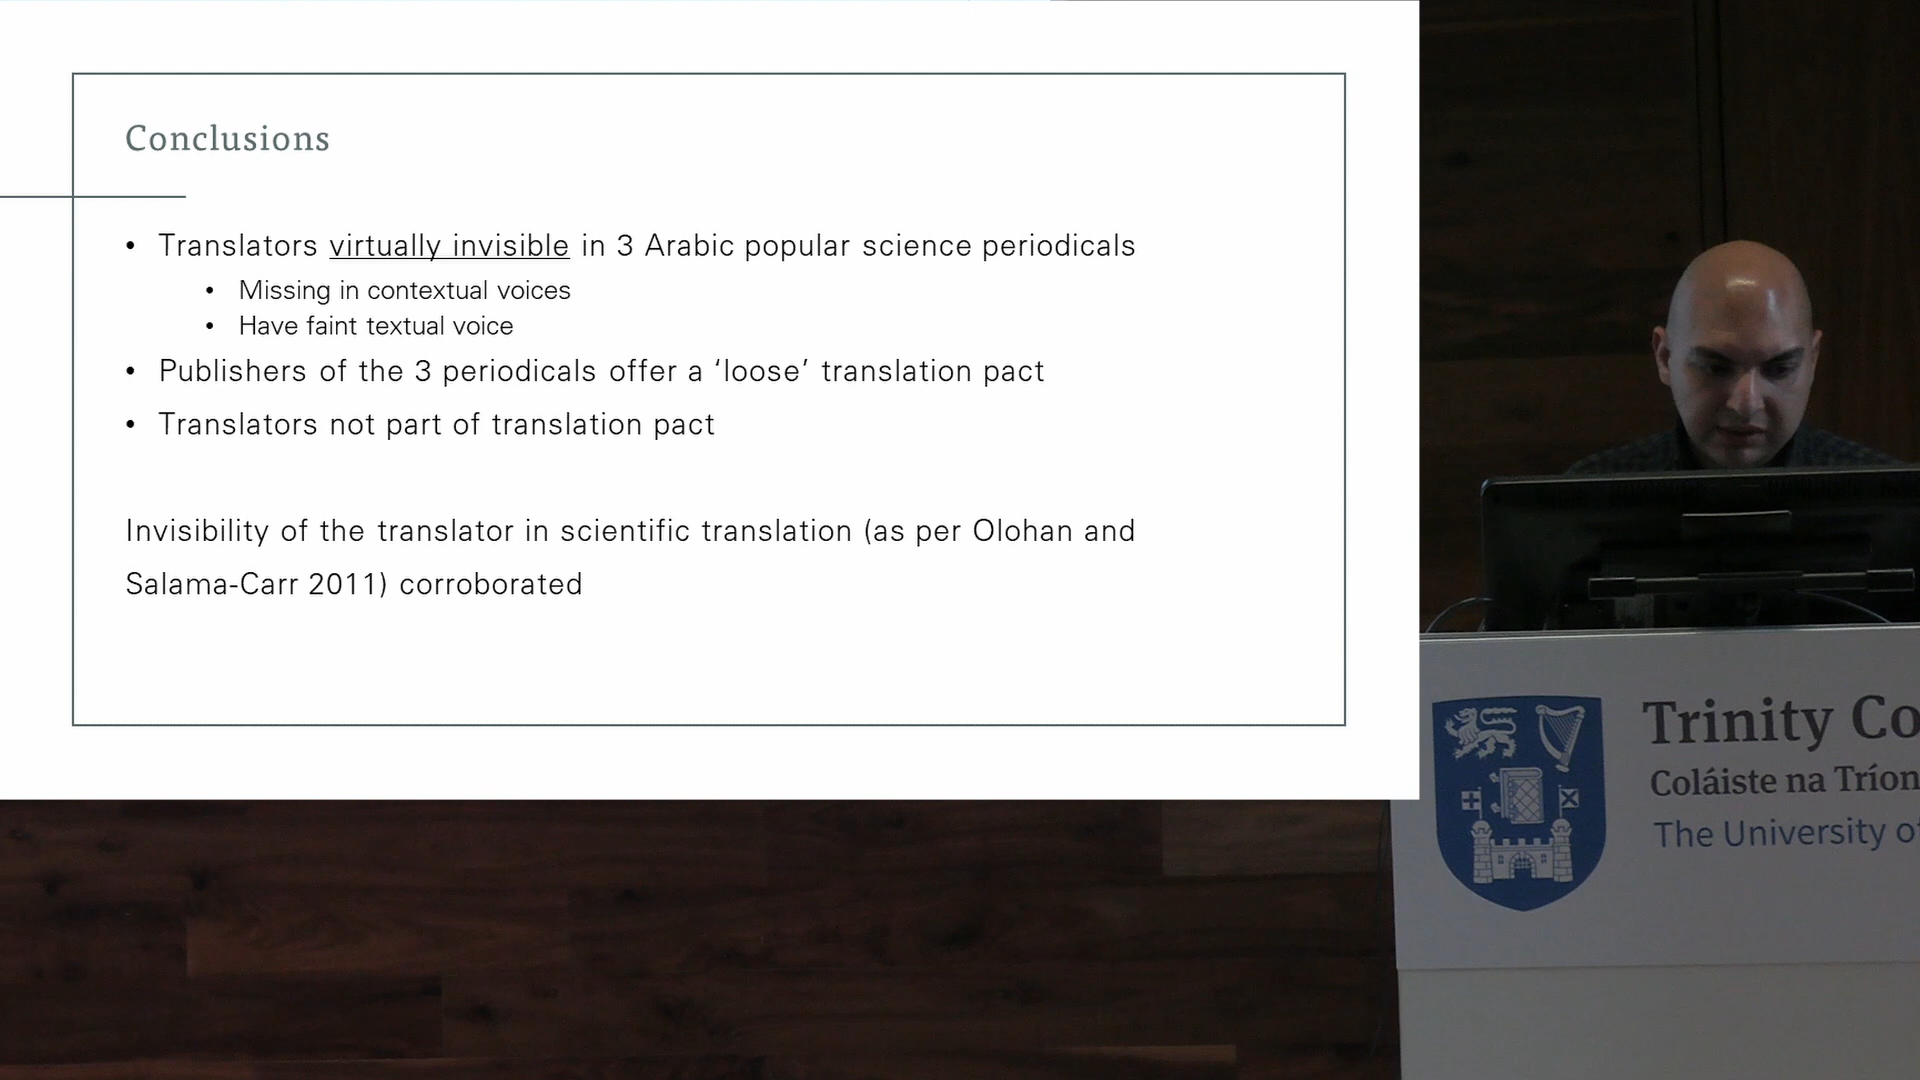 Conclusions
• Translators virtually invisible in 3 Arabic popular science periodicals
• Missing in contextual voices
• Have faint textual voice
• Publishers of the 3 periodicals offer a ‘loose’ translation pact
• Translators not part of translation pact
Invisibility of the translator in scientific translation (as per Olohan and
Salama-Carr 2011) corroborated
Trinity Co
Coláiste na Tríon
The University of